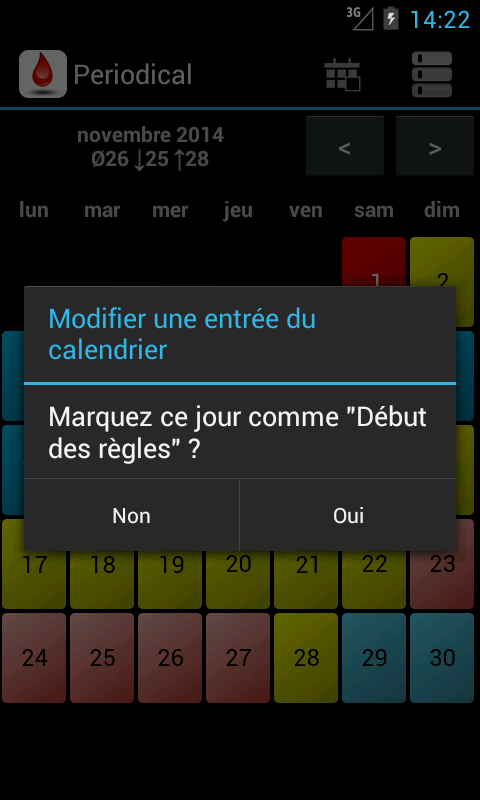 3G 14:22
Periodical
novembre 2014
Ø26 ↓25 ↑28
< >
lun mar mer jeu ven sam dim
1 2
Modifier une entrée du
calendrier
Marquez ce jour comme "Début
des règles" ?
Non Oui
17 18 19 20 21 22 23
24 25 26 27 28 29 30